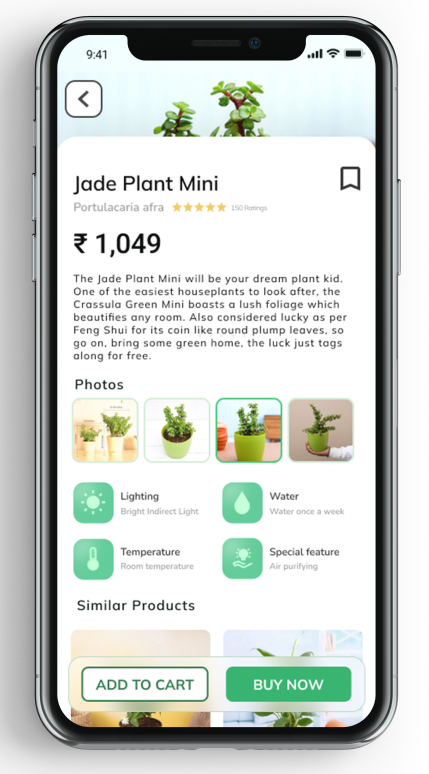 9:41
Jade Plant Mini
Portulacaria afra 150 Ratings
₹ 1,049
The Jade Plant Mini will be your dream plant kid.
One of the easiest houseplants to look after, the
Crassula Green Mini boasts a lush foliage which
beautifies any room. Also considered lucky as per
Feng Shui for its coin like round plump leaves, so
go on, bring some green home, the luck just tags
along for free.
Photos
Lighting
Bright Indirect Light
Water
Water once a week
Temperature
Room temperature
Special feature
Air purifying
Similar Products
ADD TO CART
BUY NOW